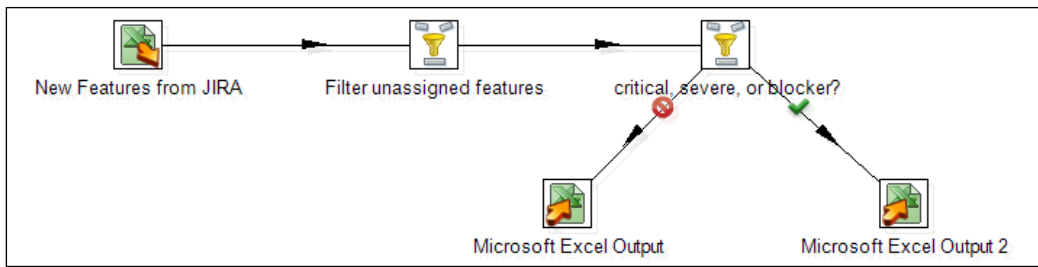 New Features from JIRA
Filter unassigned features
critical, severe, or blocker?
Microsoft Excel Output
Microsoft Excel Output 2